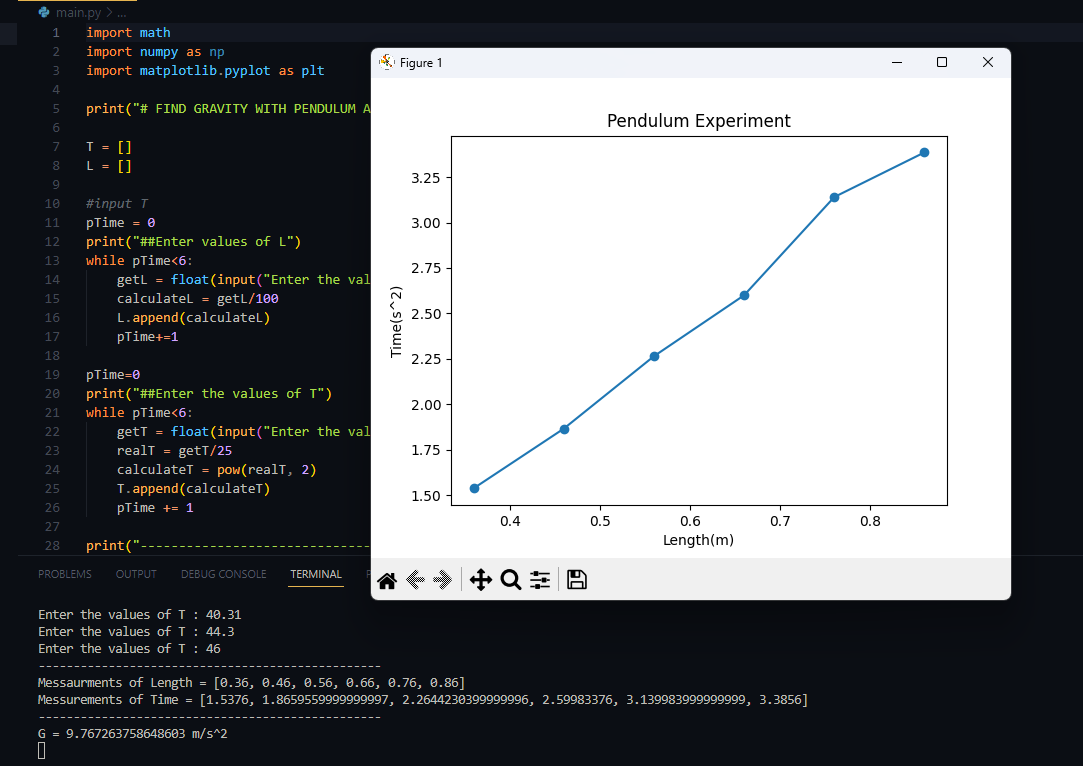 main.py > ...
1 import math
2 import numpy as np
3 import matplotlib.pyplot as plt
4
5 print("# FIND GRAVITY WITH PENDULUM A
6
7 T = []
8 L = []
9
10 #input T
11 pTime = 0
12 print("##Enter values of L")
13 while pTime<6:
14 getL = float(input("Enter the val
15 calculateL = getL/100
16 L.append(calculateL)
17 pTime+=1
18
19 pTime=0
20 print("##Enter the values of T")
21 while pTime<6:
22 getT = float(input("Enter the val
23 realT = getT/25
24 calculateT = pow(realT, 2)
25 T.append(calculateT)
26 pTime += 1
27
28 print("------------------------------
Figure 1
Pendulum Experiment
Time(s^2)
3.25
3.00
2.75
2.50
2.25
2.00
1.75
1.50
0.4 0.5 0.6 0.7 0.8
Length(m)
PROBLEMS OUTPUT DEBUG CONSOLE TERMINAL
Enter the values of T : 40.31
Enter the values of T : 44.3
Enter the values of T : 46
-------------------------------------------------
Messaurments of Length = [0.36, 0.46, 0.56, 0.66, 0.76, 0.86]
Messurements of Time = [1.5376, 1.8659559999999997, 2.2644230399999996, 2.59983376, 3.139983999999999, 3.3856]
-------------------------------------------------
G = 9.767263758648603 m/s^2